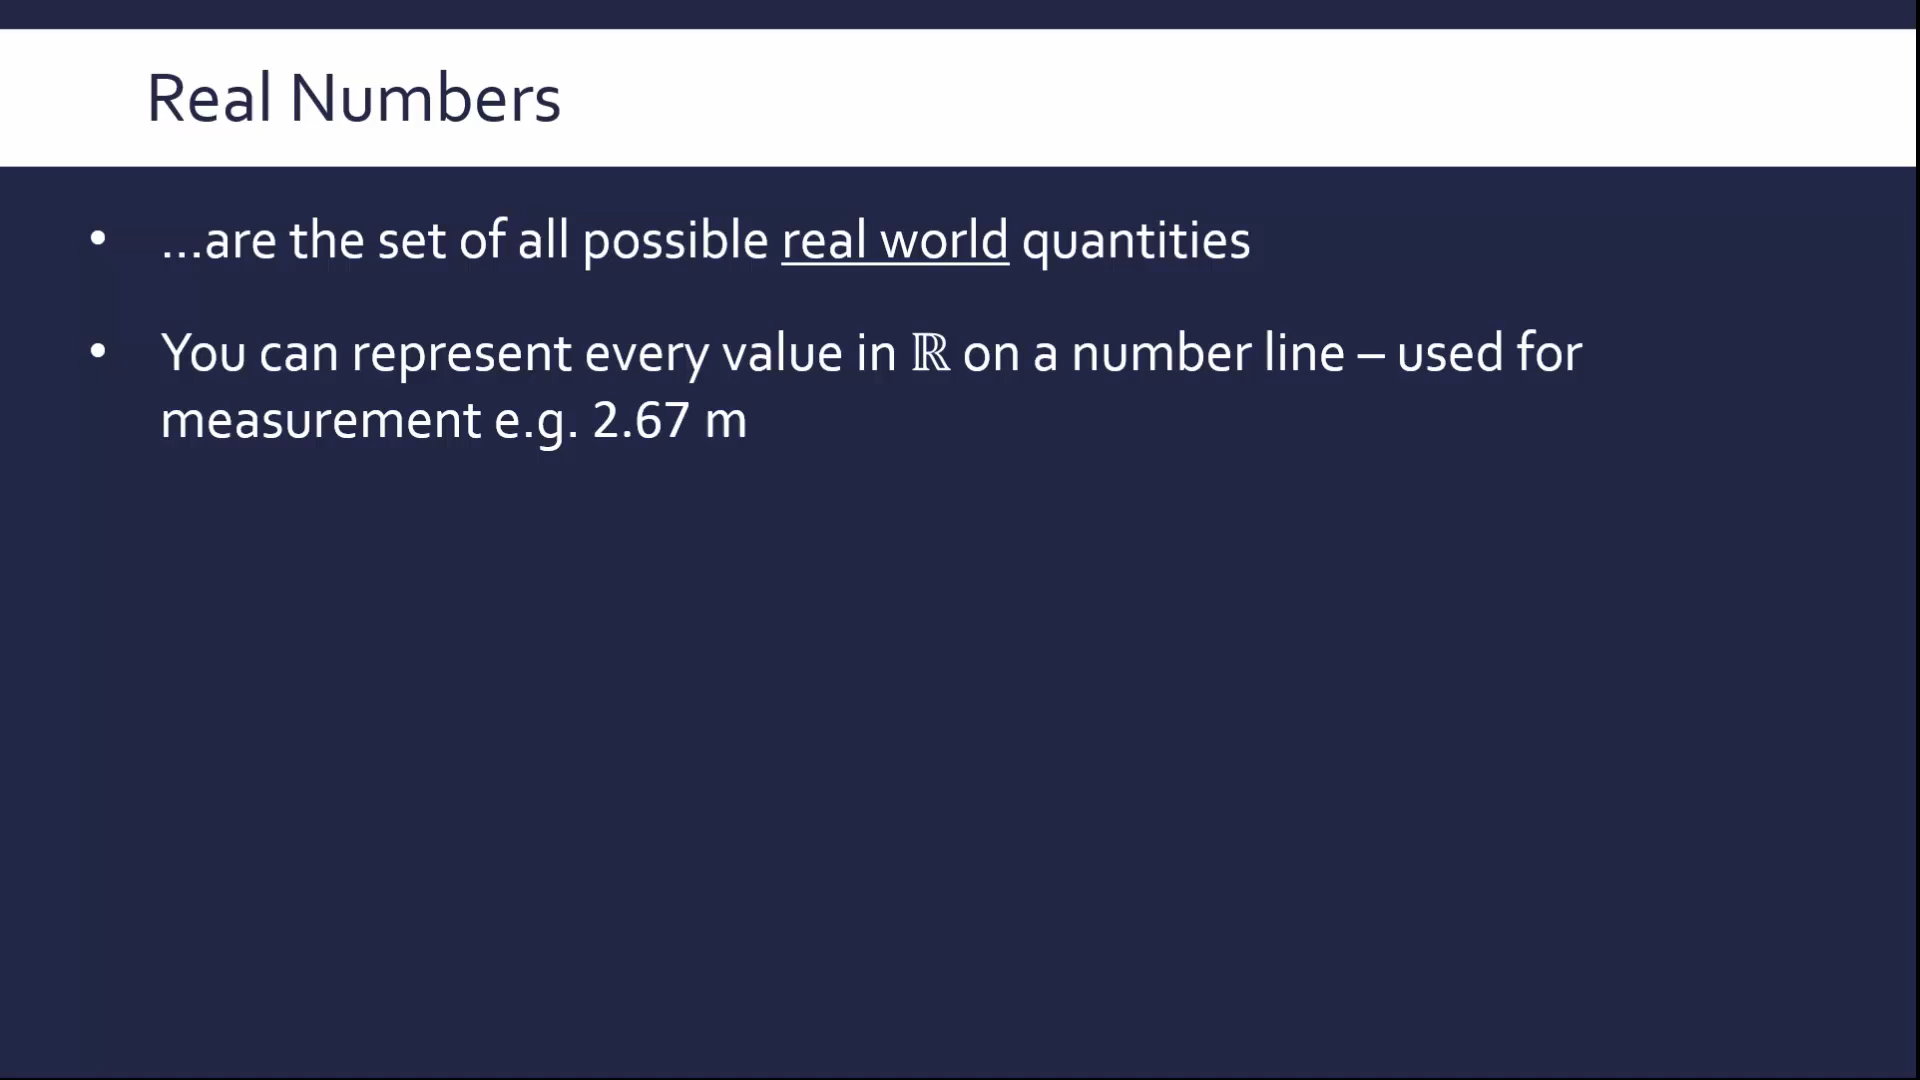 Real Numbers
• ...are the set of all possible real world quantities
• You can represent every value in ℝ on a number line – used for
measurement e.g. 2.67 m